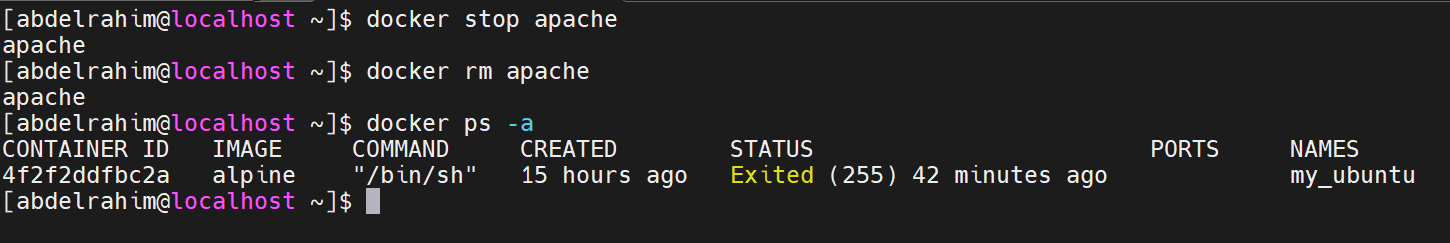 [abdelrahim@localhost ~]$ docker stop apache
apache
[abdelrahim@localhost ~]$ docker rm apache
apache
[abdelrahim@localhost ~]$ docker ps -a
CONTAINER ID   IMAGE     COMMAND     CREATED        STATUS                        PORTS     NAMES
4f2f2ddfbc2a   alpine    "/bin/sh"   15 hours ago   Exited (255) 42 minutes ago             my_ubuntu
[abdelrahim@localhost ~]$